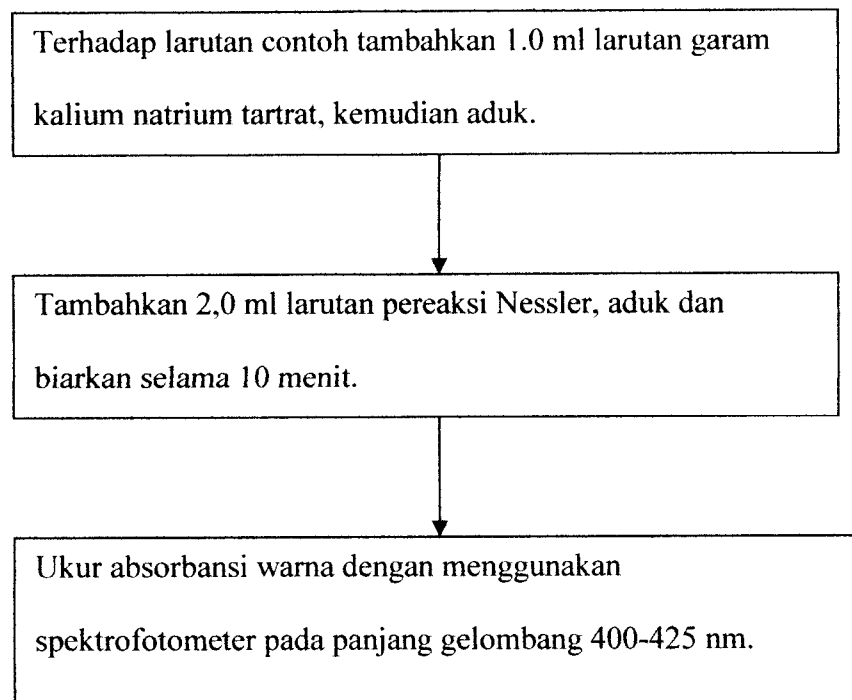 Terhadap larutan contoh tambahkan 1.0 ml larutan garam
kalium natrium tartrat, kemudian aduk.
Tambahkan 2,0 ml larutan pereaksi Nessler, aduk dan
biarkan selama 10 menit.
Ukur absorbansi warna dengan menggunakan
spektrofotometer pada panjang gelombang 400-425 nm.